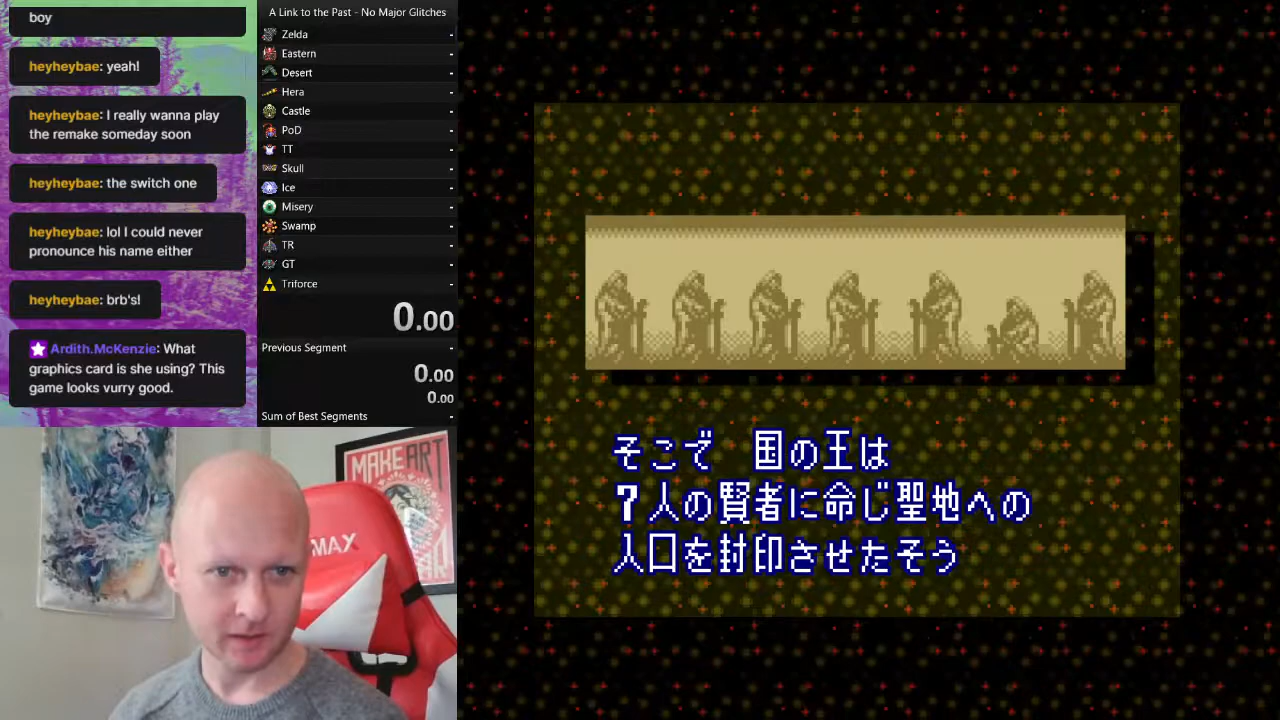 boy
heyheybae: yeah!
heyheybae: I really wanna play
the remake someday soon
heyheybae: the switch one
heyheybae: lol I could never
pronounce his name either
heyheybae: brb's!
Ardith.McKenzie: What
graphics card is she using? This
game looks vurry good.
A Link to the Past - No Major Glitches
Zelda -
Eastern -
Desert -
Hera -
Castle -
PoD -
TT -
Skull -
Ice -
Misery -
Swamp -
TR -
GT -
Triforce -
0.00
Previous Segment -
0.00
0.00
Sum of Best Segments -
MAKE ART
MAX
そこで 国の王は
7人の賢者に命じ聖地への
入口を封印させたそう